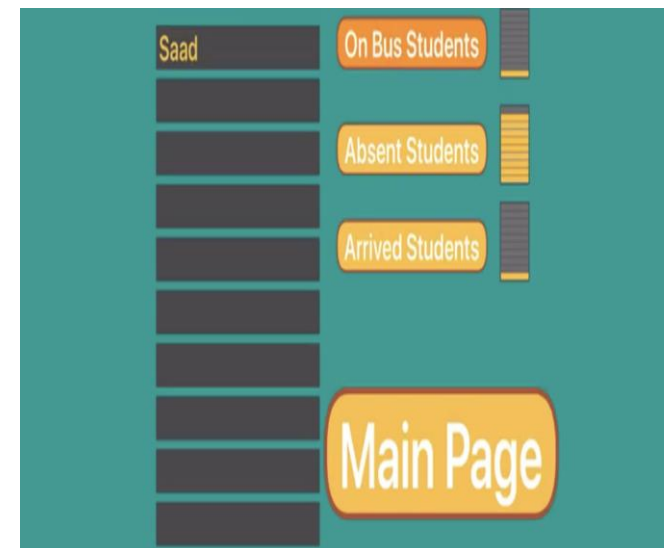 Saad
On Bus Students
Absent Students
Arrived Students
Main Page